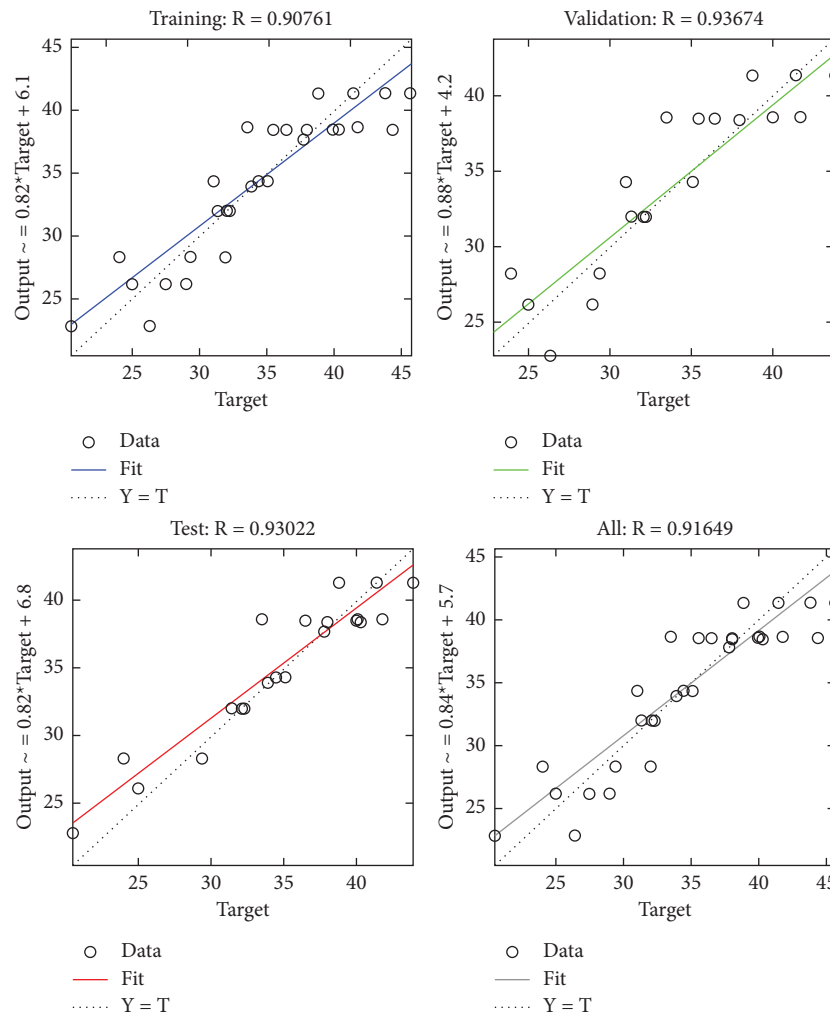 Training: R = 0.90761
Output ~ = 0.82*Target + 6.1
45
40
35
30
25
25
30
35
40
45
Target
Data
Fit
Y = T
Validation: R = 0.93674
Output ~ = 0.88*Target + 4.2
40
35
30
25
25
30
35
40
Target
Data
Fit
Y = T
Test: R = 0.93022
Output ~ = 0.82*Target + 6.8
40
35
30
25
25
30
35
40
Target
Data
Fit
Y = T
All: R = 0.91649
Output ~ = 0.84*Target + 5.7
45
40
35
30
25
25
30
35
40
45
Target
Data
Fit
Y = T